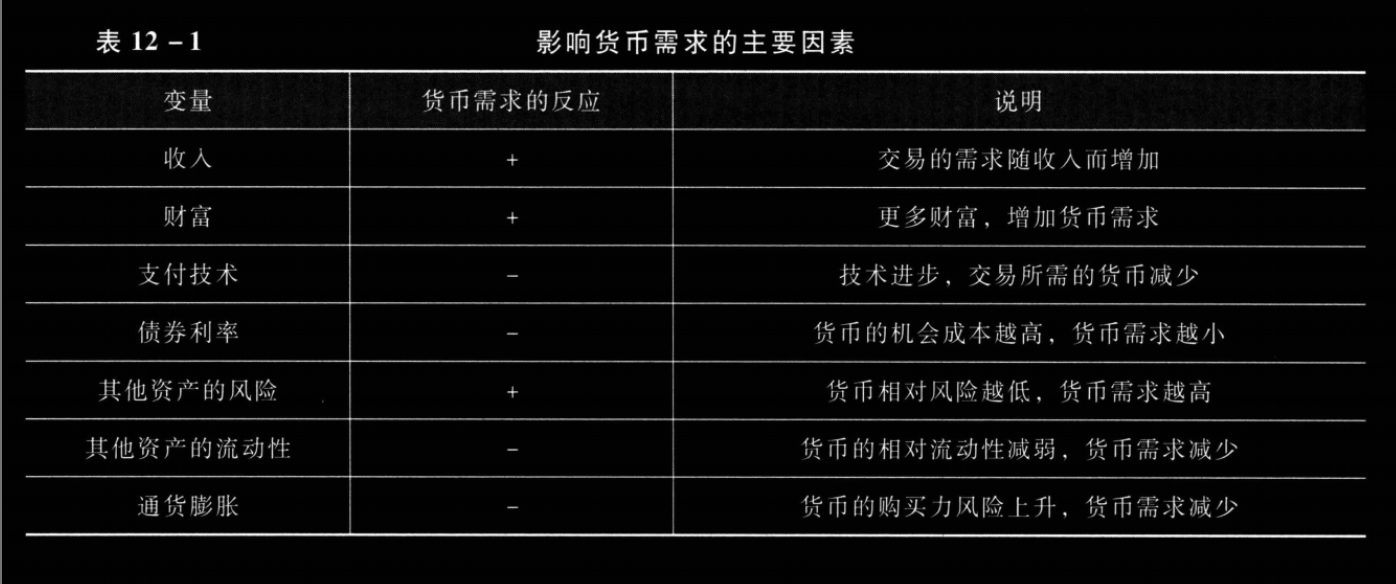 表 12－1 影响货币需求的主要因素
变量 货币需求的反应 说明
收入 + 交易的需求随收入而增加
财富 + 更多财富，增加货币需求
支付技术 － 技术进步，交易所需的货币减少
债券利率 － 货币的机会成本越高，货币需求越小
其他资产的风险 + 货币相对风险越低，货币需求越高
其他资产的流动性 － 货币的相对流动性减弱，货币需求减少
通货膨胀 － 货币的购买力风险上升，货币需求减少